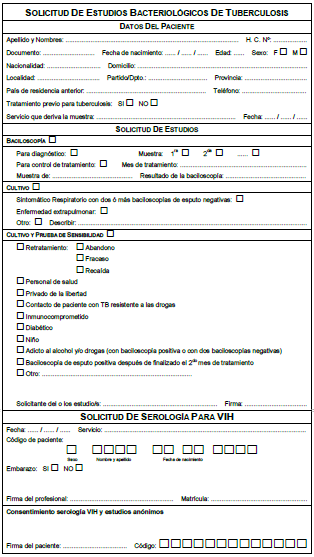 SOLICITUD DE ESTUDIOS BACTERIOLÓGICOS DE TUBERCULOSIS
DATOS DEL PACIENTE
Apellido y Nombres: H. C. Nº:
Documento: Fecha de nacimiento: ..... / ..... / ..... Edad: ...... Sexo: F ☐ M ☐
Nacionalidad: Domicilio:
Localidad: Partido/Dpto.: Provincia:
País de residencia anterior: Teléfono:
Tratamiento previo para tuberculosis: SI ☐ NO ☐
Servicio que deriva la muestra: Fecha: ..... / ..... / .....
SOLICITUD DE ESTUDIOS
BACILOSCOPÍA ☐
Para diagnóstico: ☐ Muestra: 1ra ☐ 2da ☐ ...... ☐
Para control de tratamiento: ☐ Mes de tratamiento:
Muestra de: Resultado de la baciloscopía:
CULTIVO ☐
Sintomático Respiratorio con dos ó más baciloscopías de esputo negativas: ☐
Enfermedad extrapulmonar: ☐
Otro: ☐ Describir:
CULTIVO Y PRUEBA DE SENSIBILIDAD ☐
☐ Retratamiento: ☐ Abandono
☐ Fracaso
☐ Recaída
☐ Personal de salud
☐ Privado de la libertad
☐ Contacto de paciente con TB resistente a las drogas
☐ Inmunocomprometido
☐ Diabético
☐ Niño
☐ Adicto al alcohol y/o drogas (con baciloscopía positiva o con dos baciloscopías negativas)
☐ Baciloscopía de esputo positiva después de finalizado el 2do mes de tratamiento
☐ Otro:
Solicitante del o los estudio/s: Firma:
SOLICITUD DE SEROLOGÍA PARA VIH
Fecha: ..... / ..... / ..... Servicio:
Código de paciente:
☐ ☐☐☐☐ ☐☐ ☐☐ ☐☐☐☐
Sexo Nombre y apellido Fecha de nacimiento
Embarazo: SI ☐ NO ☐
Firma del profesional: Matrícula:
Consentimiento serología VIH y estudios anónimos
Firma del paciente: Código: ☐☐☐☐☐☐☐☐☐☐☐☐☐